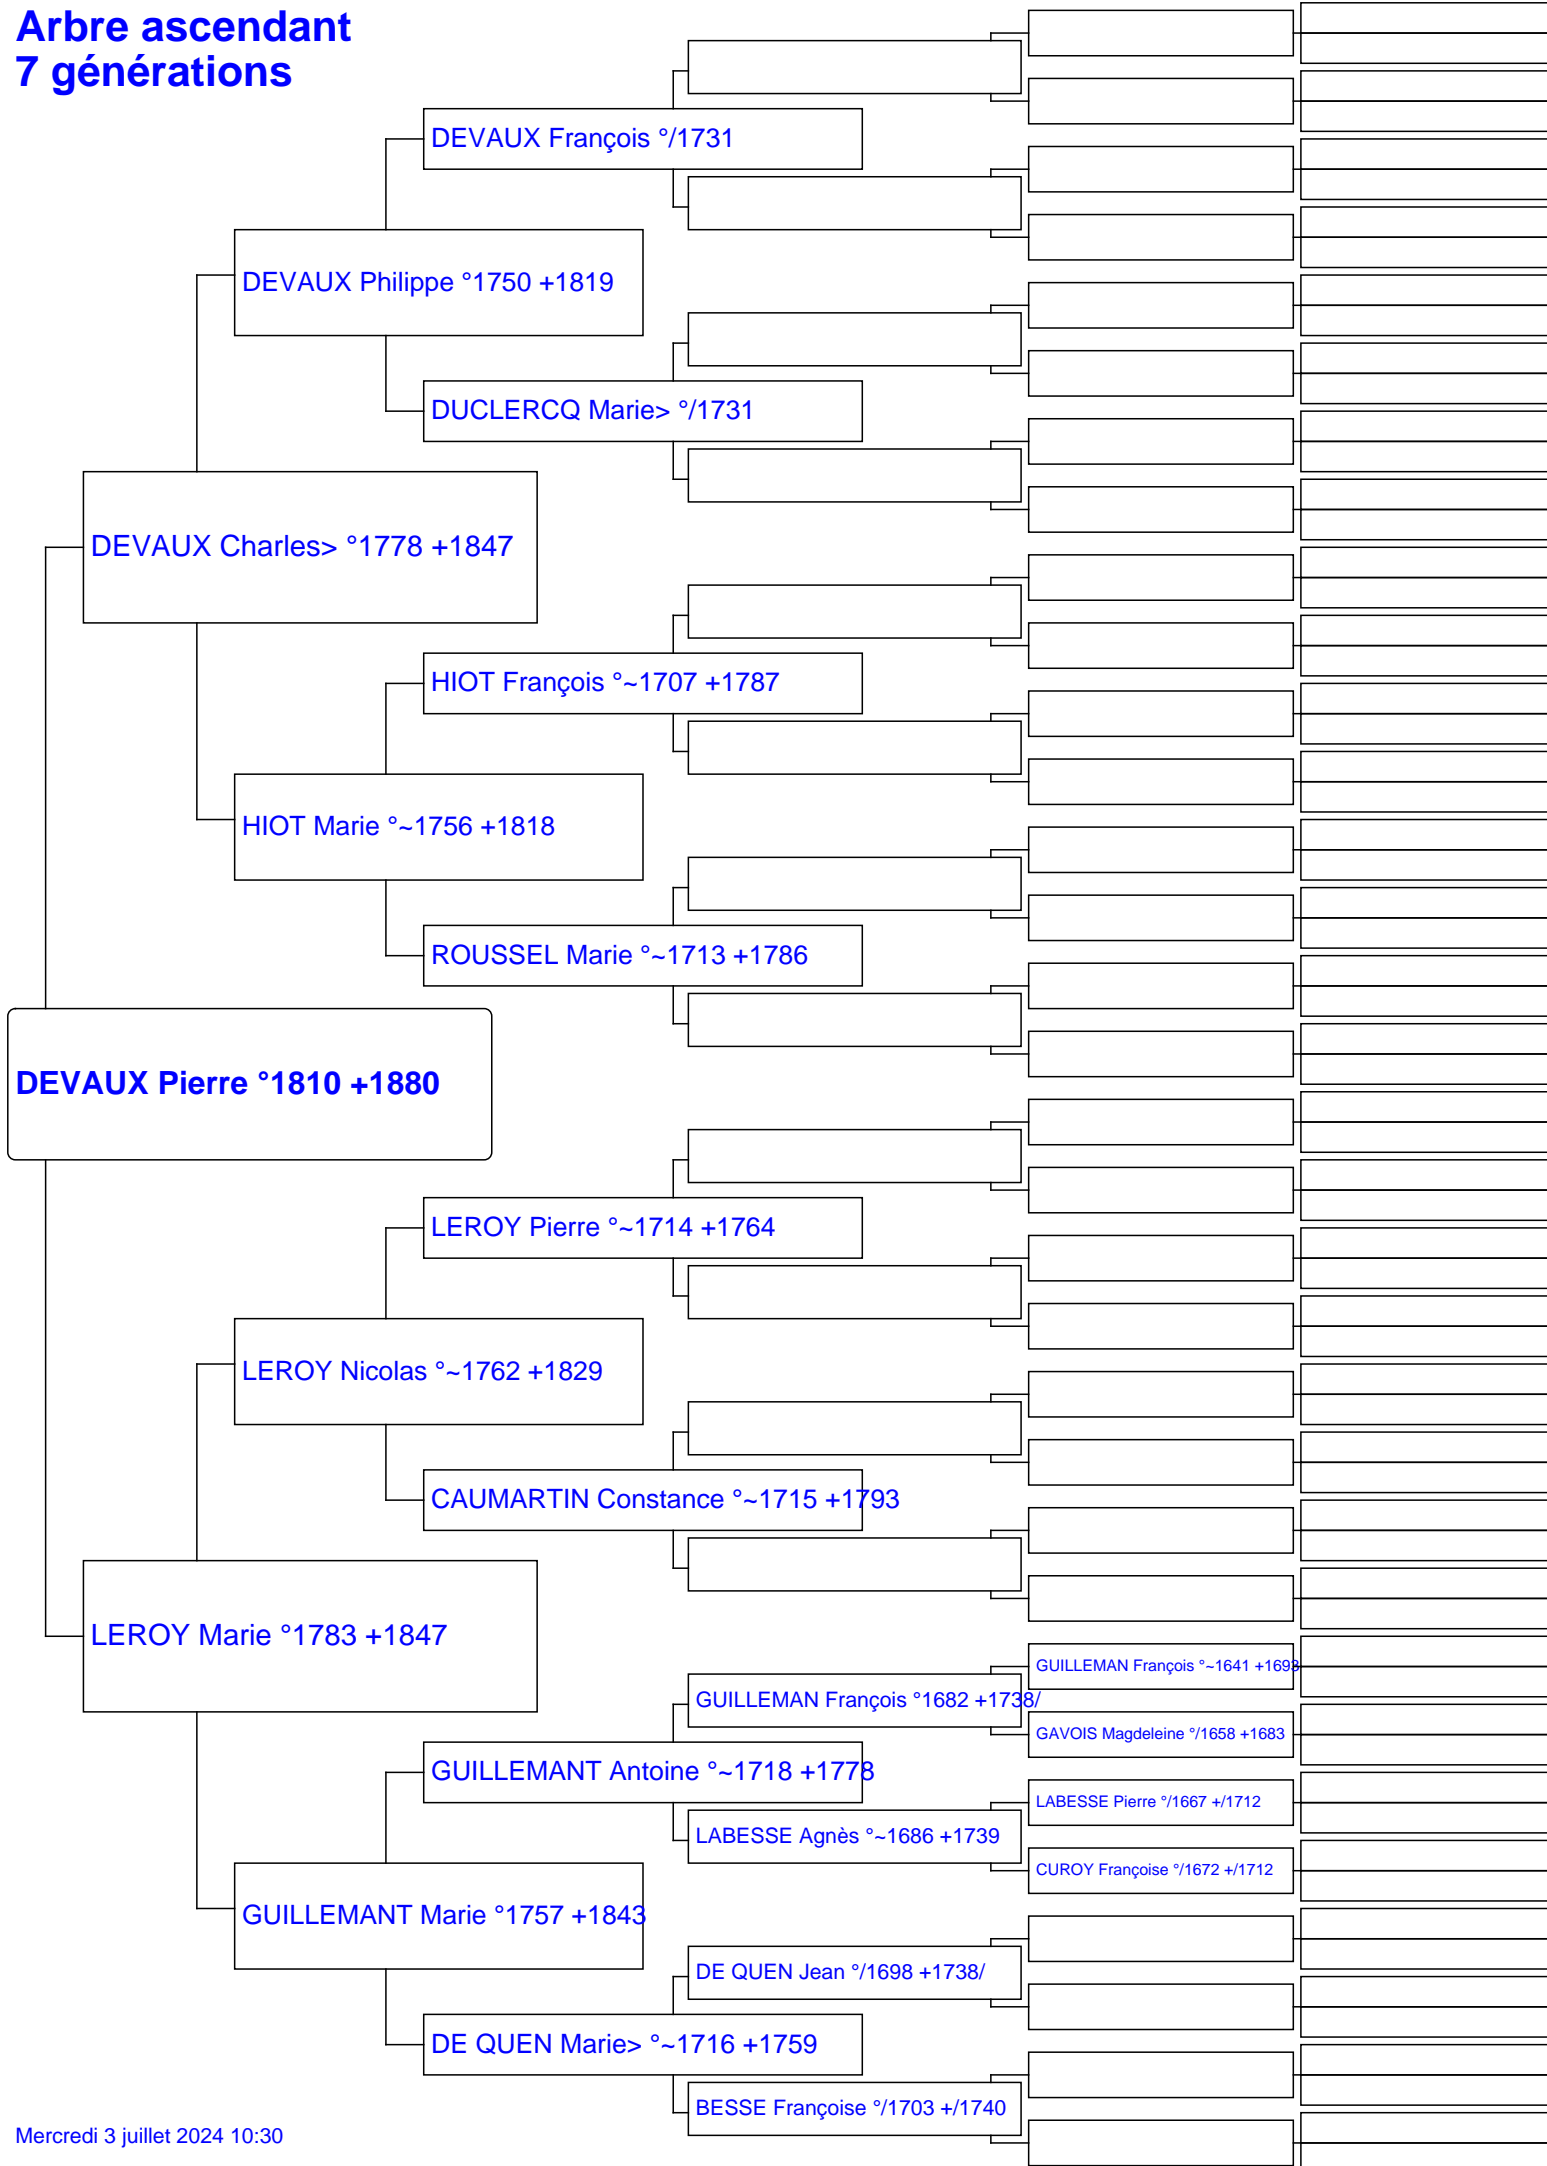 Arbre ascendant
7 générations
DEVAUX François °/1731
DEVAUX Philippe °1750 +1819
DUCLERCQ Marie> °/1731
DEVAUX Charles> °1778 +1847
HIOT François °~1707 +1787
HIOT Marie °~1756 +1818
ROUSSEL Marie °~1713 +1786
DEVAUX Pierre °1810 +1880
LEROY Pierre °~1714 +1764
LEROY Nicolas °~1762 +1829
CAUMARTIN Constance °~1715 +1793
LEROY Marie °1783 +1847
GUILLEMAN François °~1641 +1693
GUILLEMAN François °1682 +1738/
GAVOIS Magdeleine °/1658 +1683
GUILLEMANT Antoine °~1718 +1778
LABESSE Pierre °/1667 +/1712
LABESSE Agnès °~1686 +1739
CUROY Françoise °/1672 +/1712
GUILLEMANT Marie °1757 +1843
DE QUEN Jean °/1698 +1738/
DE QUEN Marie> °~1716 +1759
BESSE Françoise °/1703 +/1740
Mercredi 3 juillet 2024 10:30